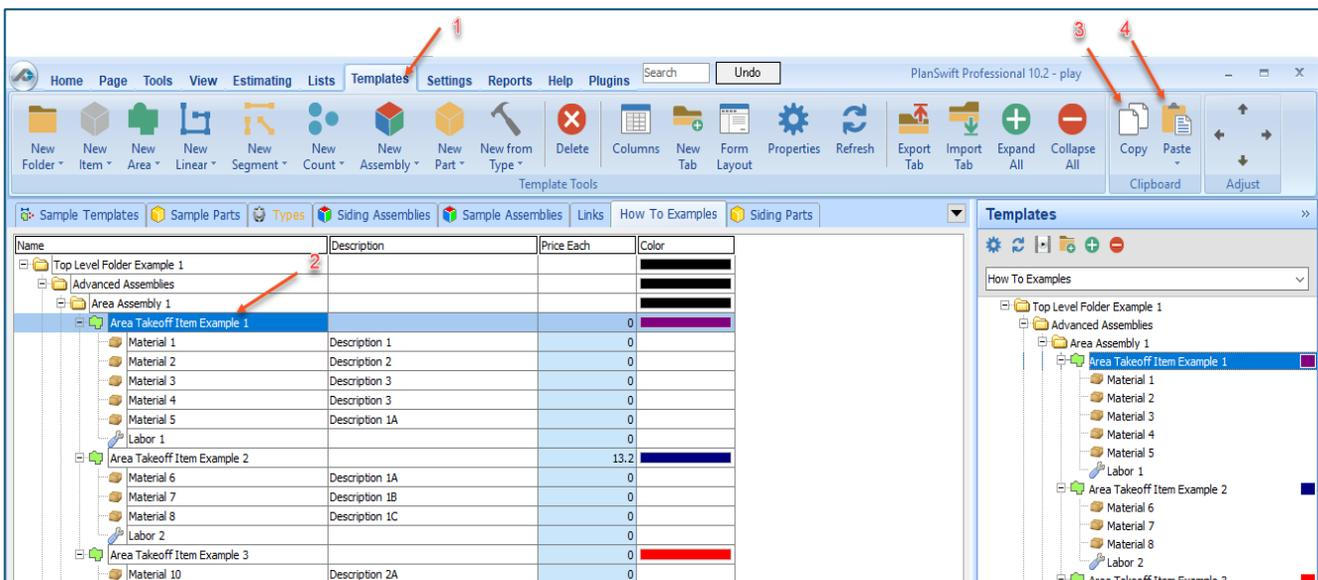 1
3
4
Home Page Tools View Estimating Lists Templates Settings Reports Help Plugins Search Undo PlanSwift Professional 10.2 - play
New Folder
New Item
New Area
New Linear
New Segment
New Count
New Assembly
New Part
New from Type
Delete
Columns
New Tab
Form Layout
Properties
Refresh
Export Tab
Import Tab
Expand All
Collapse All
Copy
Paste
Template Tools
Clipboard
Adjust
Sample Templates Sample Parts Types Siding Assemblies Sample Assemblies Links How To Examples Siding Parts
Name Description Price Each Color
2
Top Level Folder Example 1
Advanced Assemblies
Area Assembly 1
Area Takeoff Item Example 1 0
Material 1 Description 1 0
Material 2 Description 2 0
Material 3 Description 3 0
Material 4 Description 3 0
Material 5 Description 1A 0
Labor 1 0
Area Takeoff Item Example 2 13.2
Material 6 Description 1A 0
Material 7 Description 1B 0
Material 8 Description 1C 0
Labor 2 0
Area Takeoff Item Example 3 0
Material 10 Description 2A 0
Templates
How To Examples
Top Level Folder Example 1
Advanced Assemblies
Area Assembly 1
Area Takeoff Item Example 1
Material 1
Material 2
Material 3
Material 4
Material 5
Labor 1
Area Takeoff Item Example 2
Material 6
Material 7
Material 8
Labor 2
Area Takeoff Item Example 3